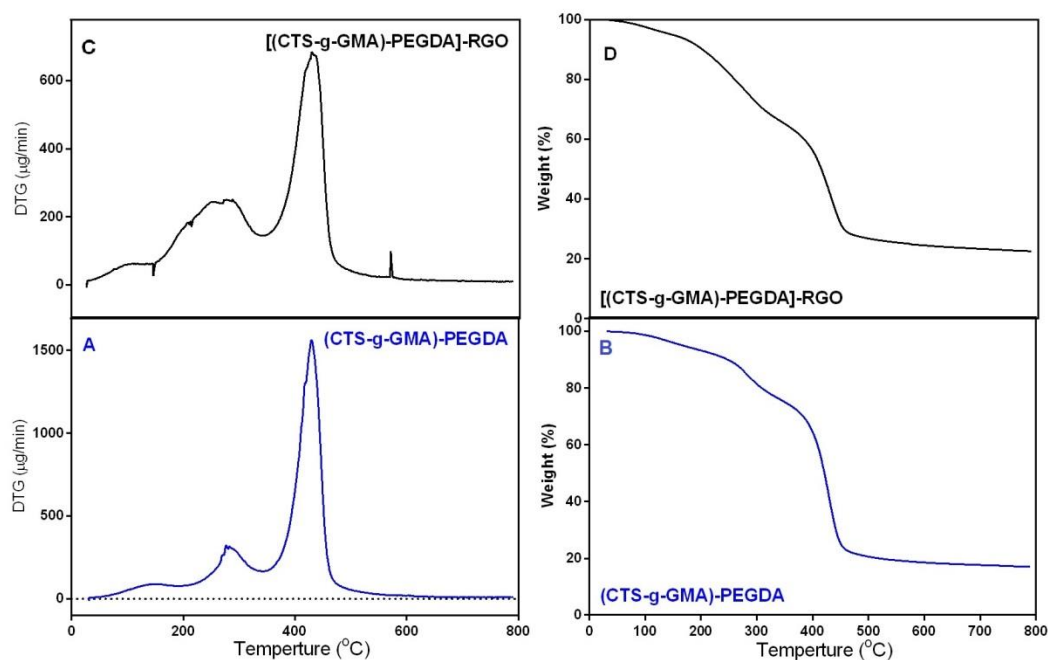 C
[(CTS-g-GMA)-PEGDA]-RGO
600
400
200
0
DTG (µg/min)
100
80
60
40
20
0
Weight (%)
D
[(CTS-g-GMA)-PEGDA]-RGO
A
(CTS-g-GMA)-PEGDA
1500
1000
500
0
DTG (µg/min)
0
200
400
600
800
Temperture (OC)
100
80
60
40
20
0
Weight (%)
B
(CTS-g-GMA)-PEGDA
0
100
200
300
400
500
600
700
800
Temperture (OC)